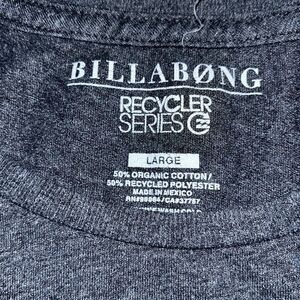 BILLABØNG
RECYCLER
SERIES
LARGE
50% ORGANIC COTTON/
50% RECYCLED POLYESTER
MADE IN MEXICO